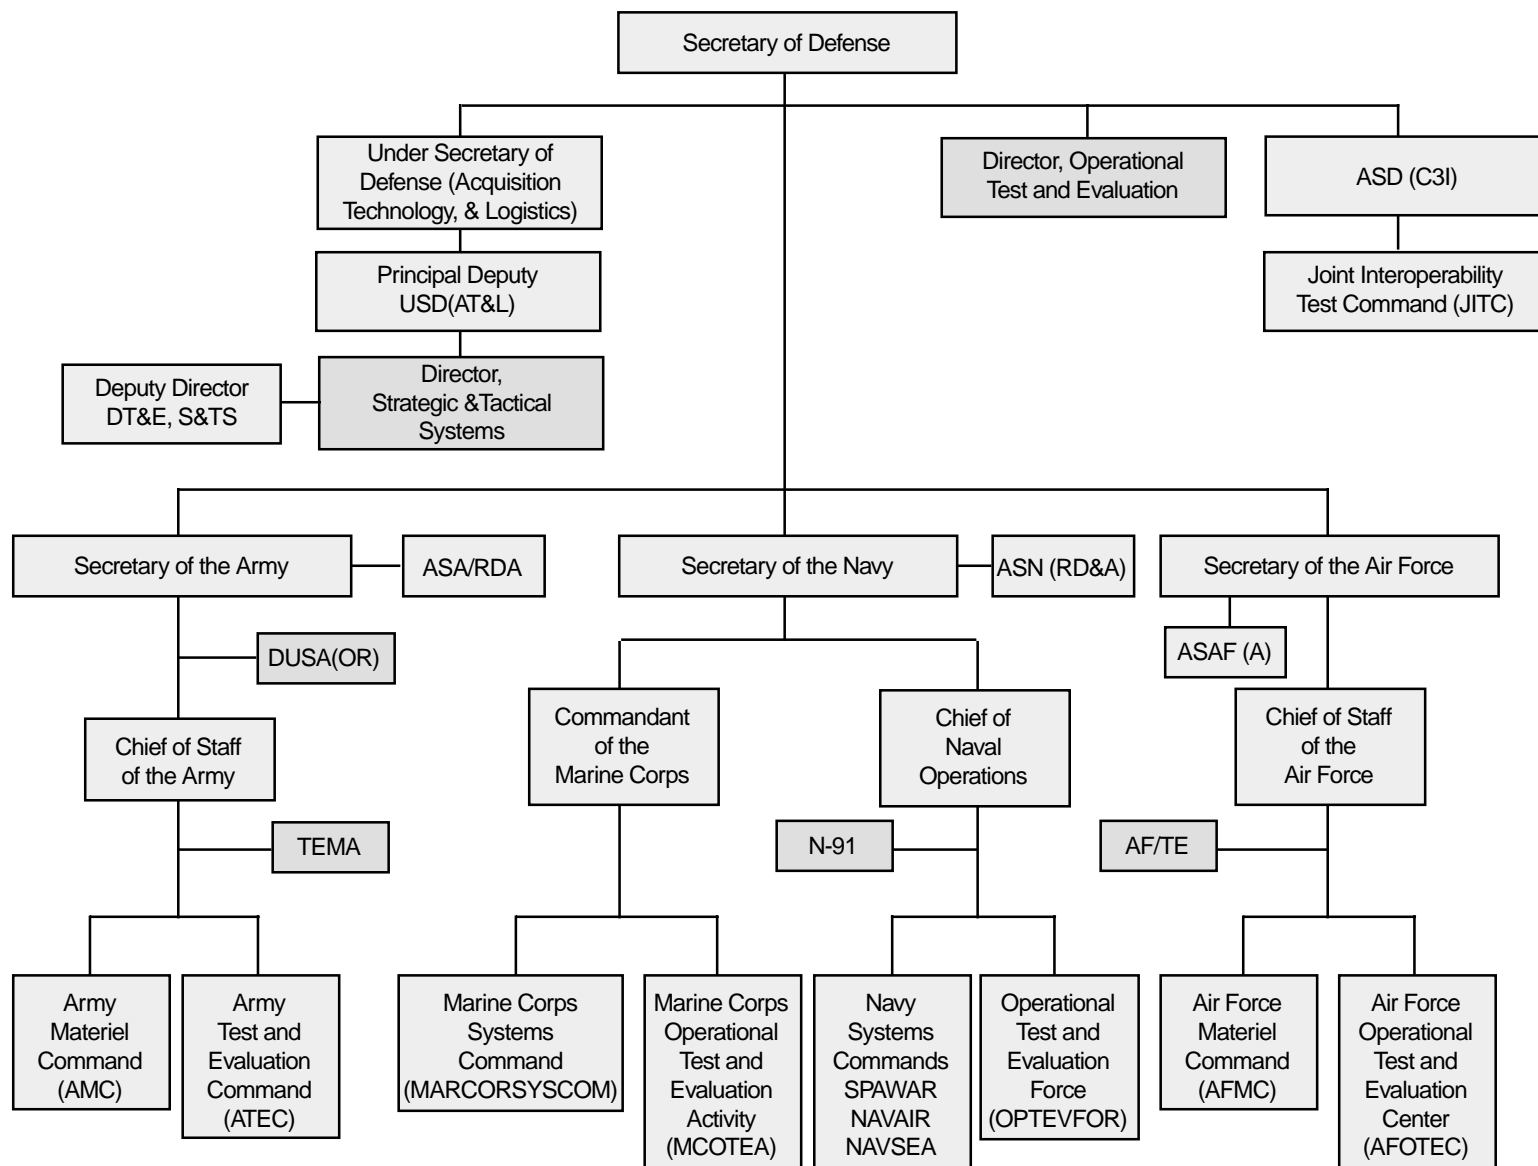 Secretary of Defense
Under Secretary of
Defense (Acquisition
Technology, & Logistics)
Director, Operational
Test and Evaluation
ASD (C3I)
Principal Deputy
USD(AT&L)
Joint Interoperability
Test Command (JITC)
Deputy Director
DT&E, S&TS
Director,
Strategic &Tactical
Systems
Secretary of the Army
ASA/RDA
Secretary of the Navy
ASN (RD&A)
Secretary of the Air Force
DUSA(OR)
ASAF (A)
Chief of Staff
of the Army
Commandant
of the
Marine Corps
Chief of
Naval
Operations
Chief of Staff
of the
Air Force
TEMA
N-91
AF/TE
Army
Materiel
Command
(AMC)
Army
Test and
Evaluation
Command
(ATEC)
Marine Corps
Systems
Command
(MARCORSYSCOM)
Marine Corps
Operational
Test and
Evaluation
Activity
(MCOTEA)
Navy
Systems
Commands
SPAWAR
NAVAIR
NAVSEA
Operational
Test and
Evaluation
Force
(OPTEVFOR)
Air Force
Materiel
Command
(AFMC)
Air Force
Operational
Test and
Evaluation
Center
(AFOTEC)